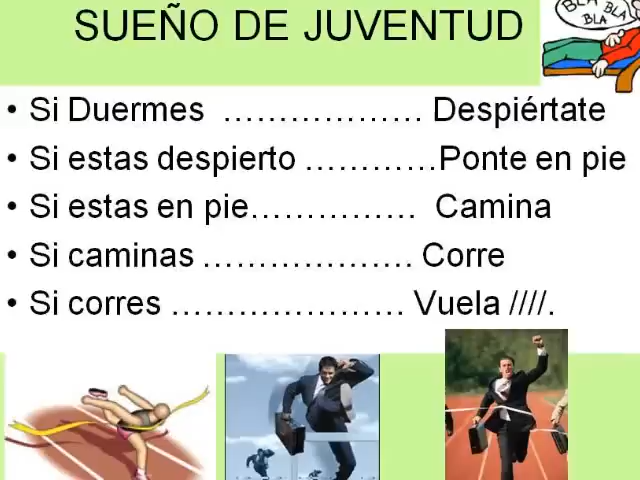 SUEÑO DE JUVENTUD
BLA BLA
BLA
• Si Duermes ……………… Despiértate
• Si estas despierto …………Ponte en pie
• Si estas en pie…………… Camina
• Si caminas ………………. Corre
• Si corres ………………… Vuela ////.